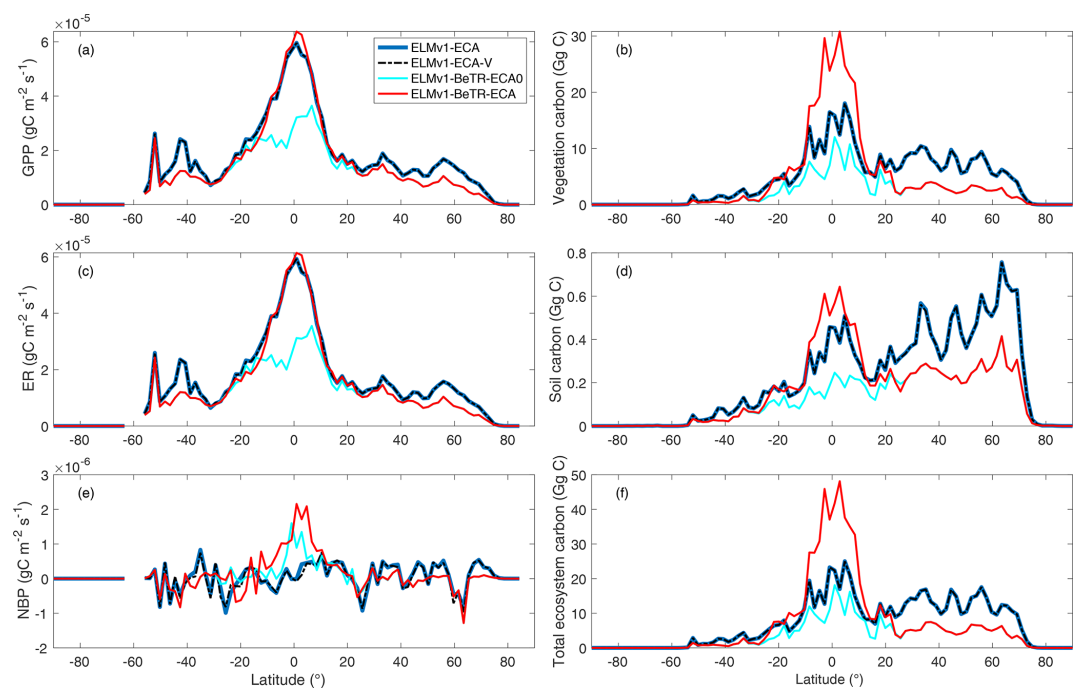 ×10⁻⁵
(a)
ELMv1-ECA
ELMv1-ECA-V
ELMv1-BeTR-ECA0
ELMv1-BeTR-ECA
GPP (gC m⁻² s⁻¹)
6
4
2
0
-80 -60 -40 -20 0 20 40 60 80
(b)
Vegetation carbon (Gg C)
30
20
10
0
-80 -60 -40 -20 0 20 40 60 80
×10⁻⁵
(c)
ER (gC m⁻² s⁻¹)
6
4
2
0
-80 -60 -40 -20 0 20 40 60 80
(d)
Soil carbon (Gg C)
0.8
0.6
0.4
0.2
0
-80 -60 -40 -20 0 20 40 60 80
×10⁻⁶
(e)
NBP (gC m⁻² s⁻¹)
3
2
1
0
-1
-2
-80 -60 -40 -20 0 20 40 60 80
Latitude (°)
(f)
Total ecosystem carbon (Gg C)
50
40
30
20
10
0
-80 -60 -40 -20 0 20 40 60 80
Latitude (°)